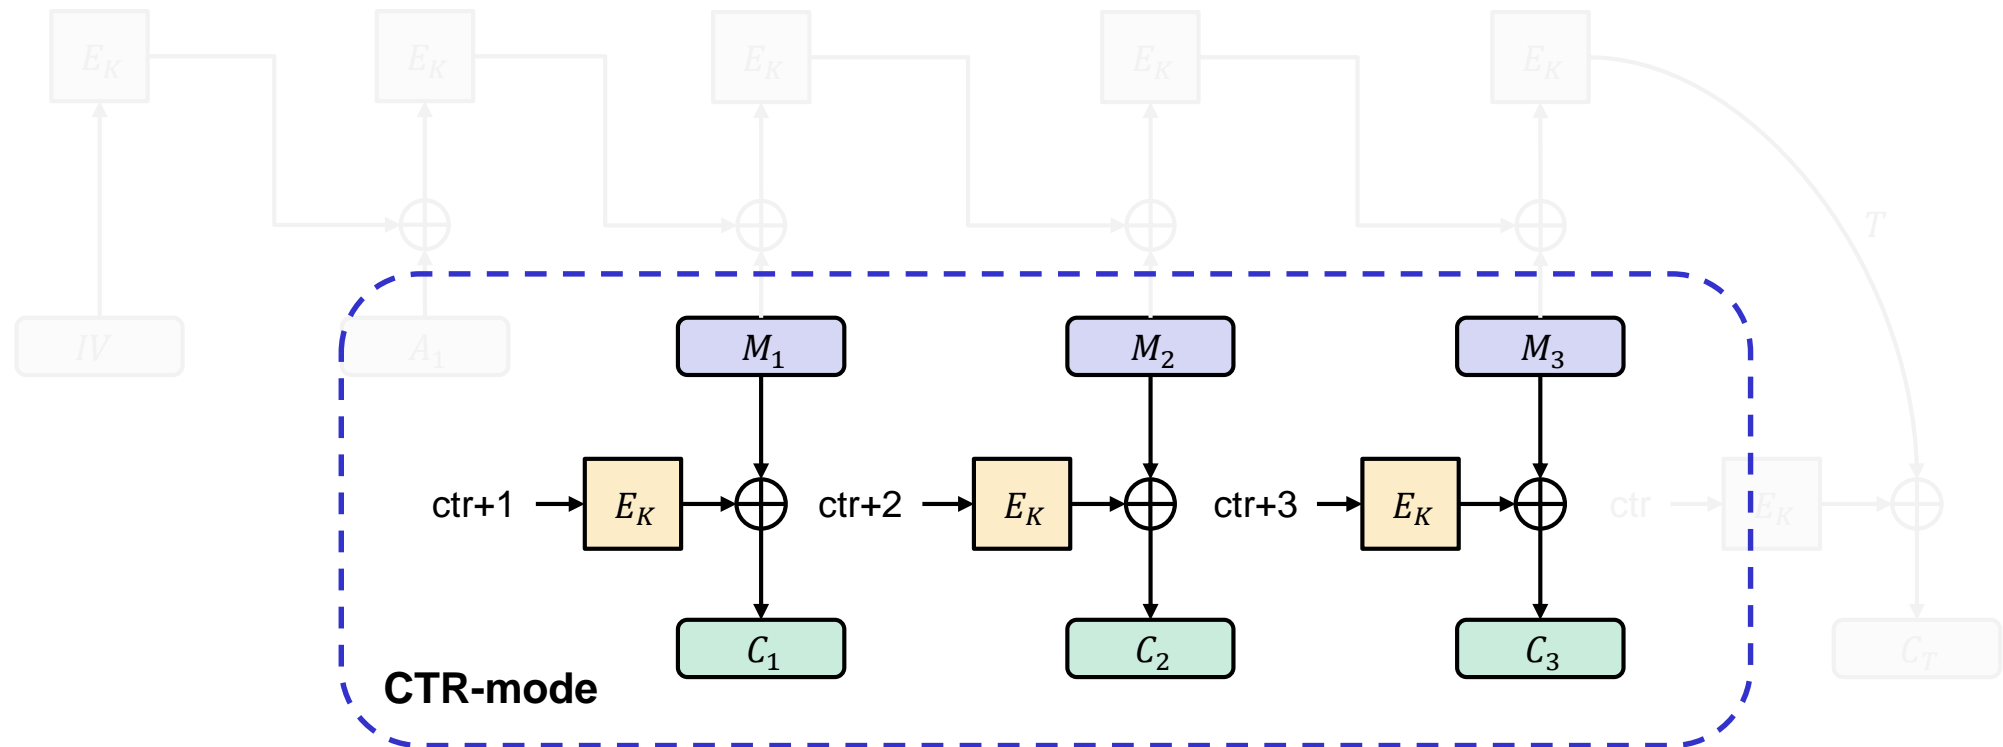 E_K E_K E_K E_K E_K
T
IV A_1 M_1 M_2 M_3
ctr+1 E_K ctr+2 E_K ctr+3 E_K ctr E_K
C_1 C_2 C_3 C_T
CTR-mode